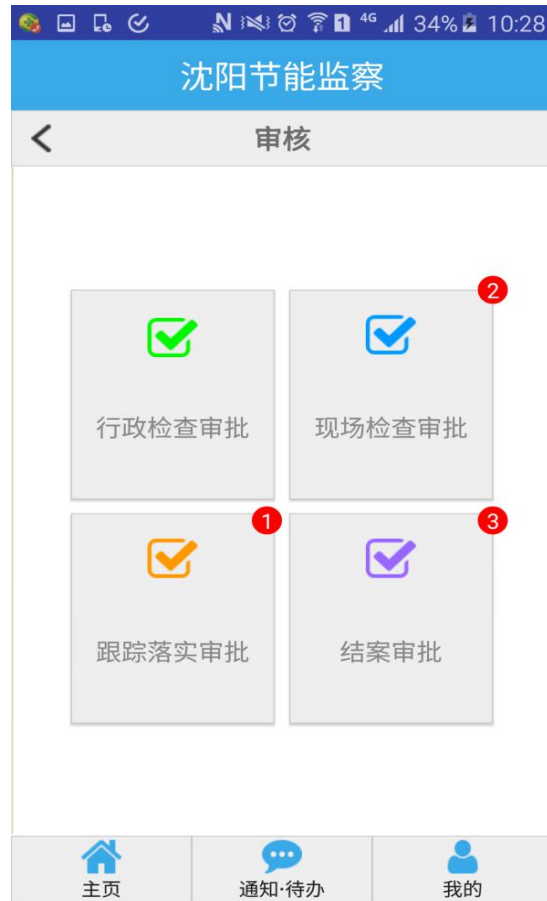 1 4G 34% 10:28
沈阳节能监察
审核
2
行政检查审批 现场检查审批
1 3
跟踪落实审批 结案审批
主页 通知·待办 我的